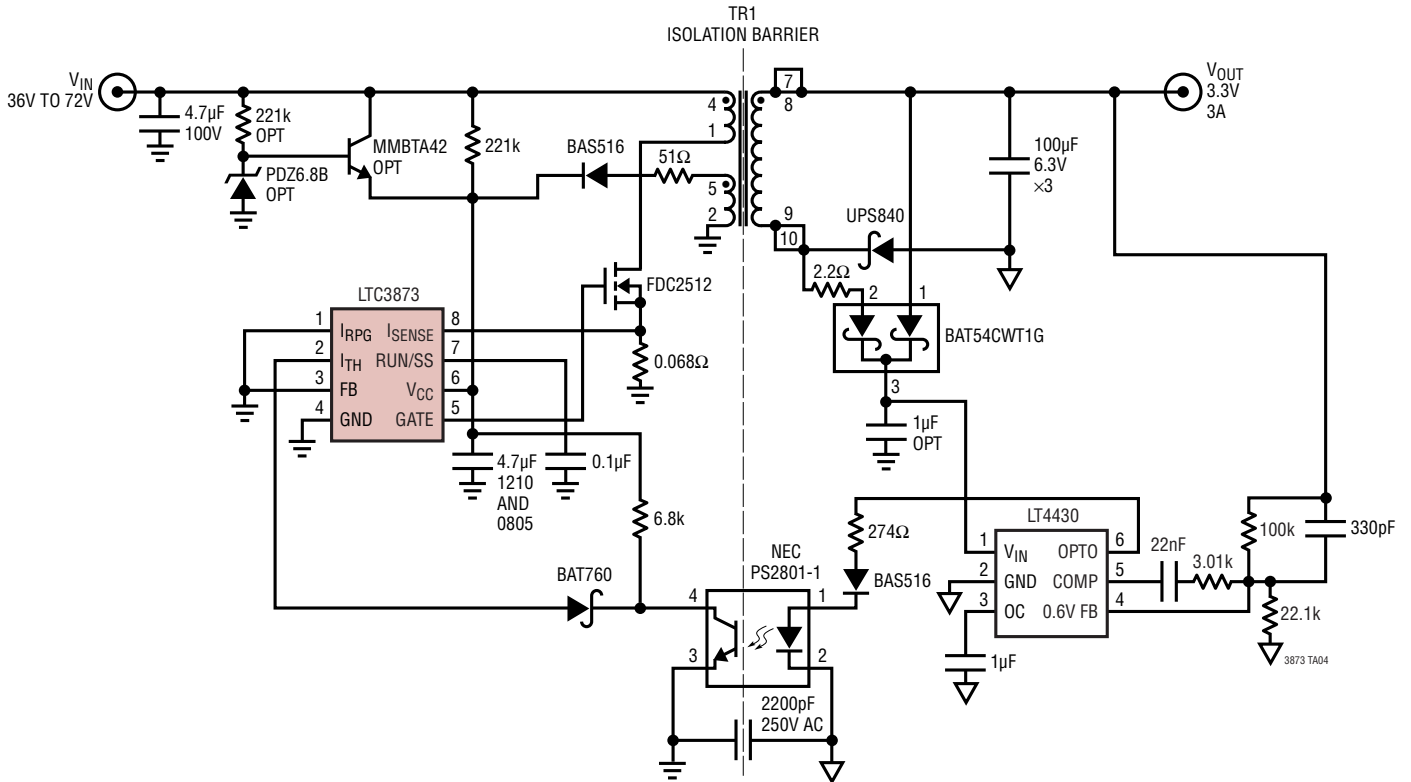 TR1
ISOLATION BARRIER
VIN
36V TO 72V
4.7µF
100V
221k
OPT
PDZ6.8B
OPT
MMBTA42
OPT
221k
BAS516
51Ω
4
1
5
2
7
8
9
10
VOUT
3.3V
3A
100µF
6.3V
×3
UPS840
2.2Ω
2
1
BAT54CWT1G
3
1µF
OPT
FDC2512
0.068Ω
LTC3873
1 IRPG ISENSE 8
2 ITH RUN/SS 7
3 FB VCC 6
4 GND GATE 5
4.7µF
1210
AND
0805
0.1µF
6.8k
BAT760
NEC
PS2801-1
4
3
1
2
2200pF
250V AC
274Ω
BAS516
LT4430
1 VIN OPTO 6
2 GND COMP 5
3 OC 0.6V FB 4
1µF
22nF
3.01k
100k
330pF
22.1k
3873 TA04